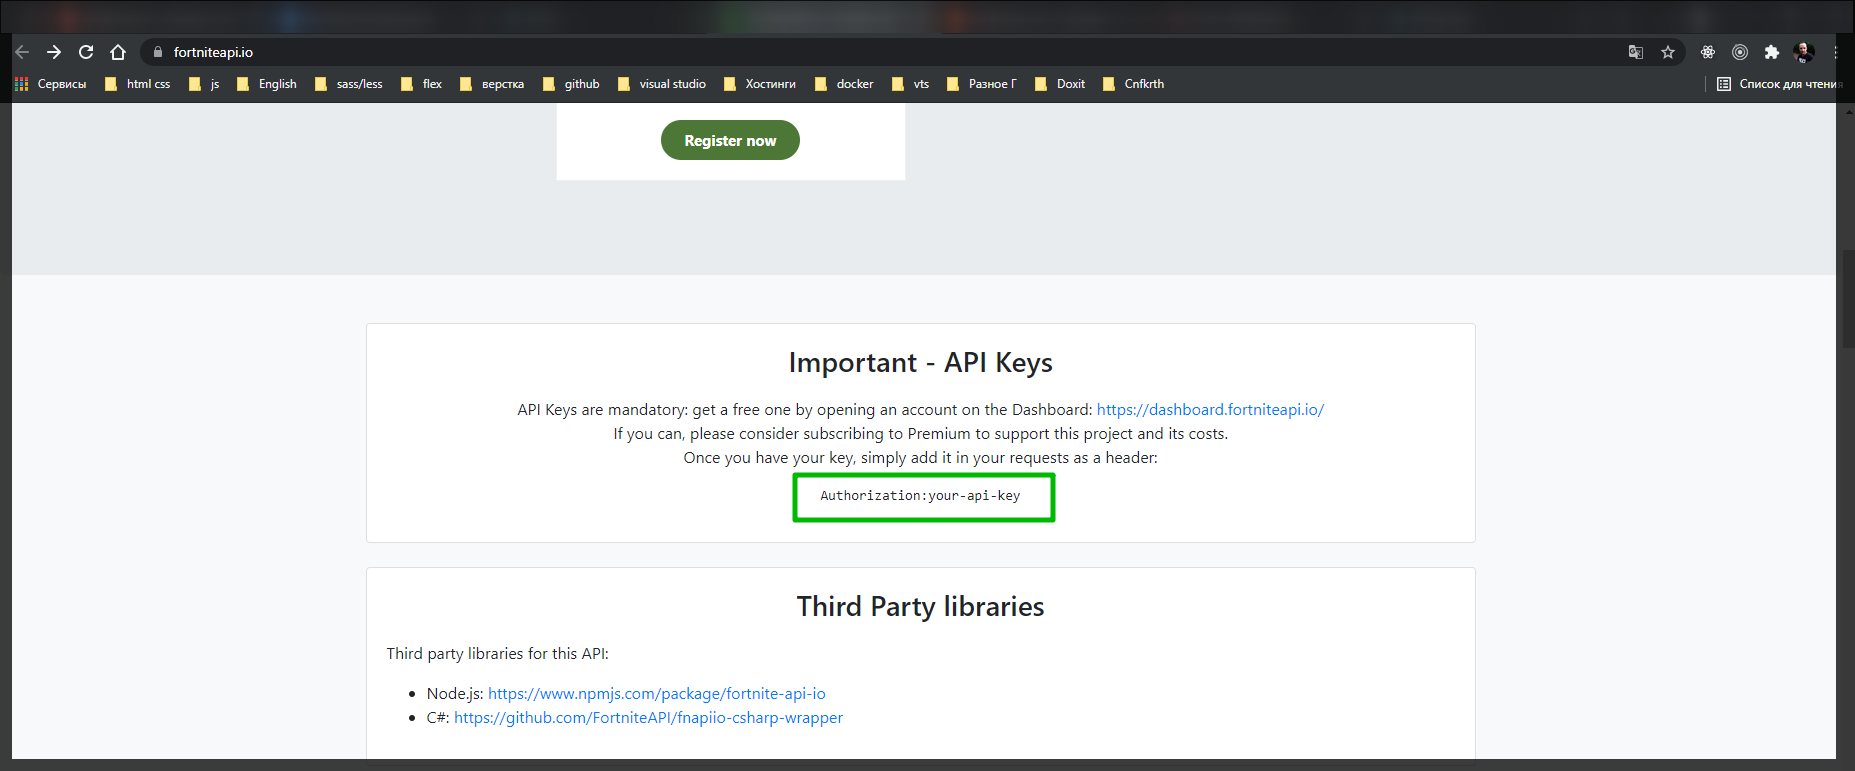 fortniteapi.io
Сервисы html css js English sass/less flex верстка github visual studio Хостинги docker vts Разное Г Doxit Cnfkrth Список для чтения
Register now
Important - API Keys
API Keys are mandatory: get a free one by opening an account on the Dashboard: https://dashboard.fortniteapi.io/
If you can, please consider subscribing to Premium to support this project and its costs.
Once you have your key, simply add it in your requests as a header:
Authorization:your-api-key
Third Party libraries
Third party libraries for this API:
Node.js: https://www.npmjs.com/package/fortnite-api-io
C#: https://github.com/FortniteAPI/fnapiio-csharp-wrapper